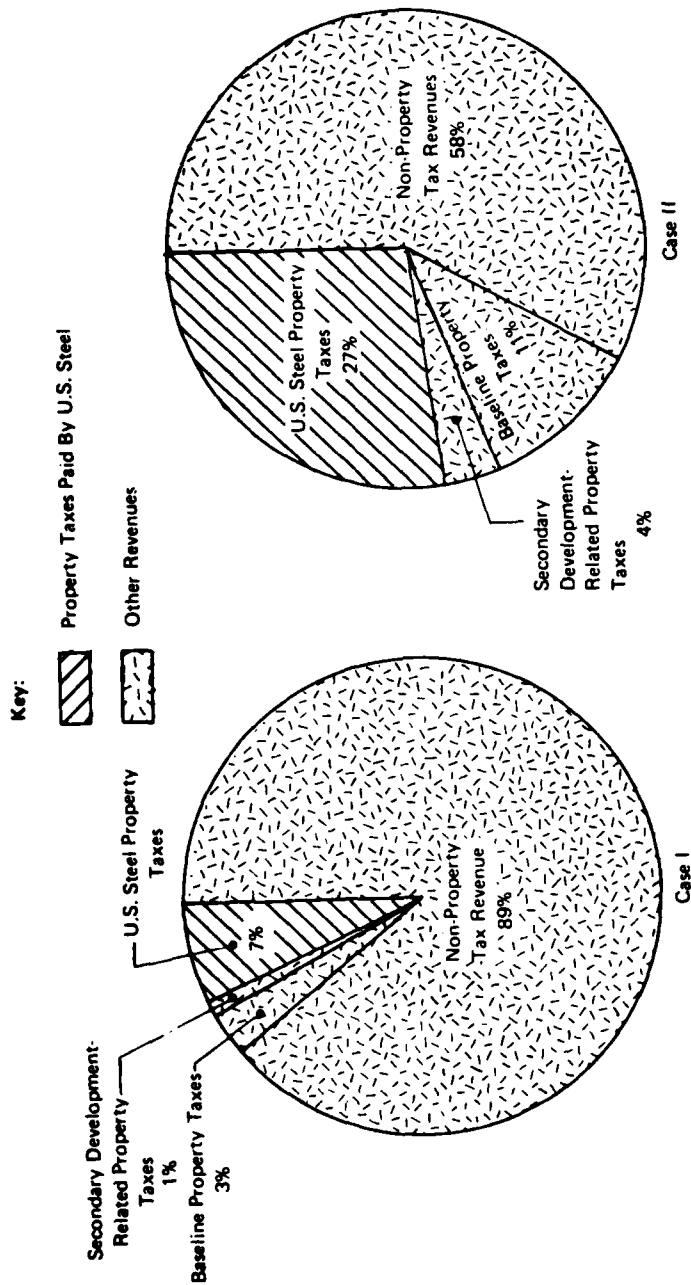 Key:
Property Taxes Paid By U.S. Steel
Other Revenues
U.S. Steel Property
Taxes
7%
Secondary Development-
Related Property
Taxes
1%
Baseline Property Taxes
3%
Non-Property
Tax Revenue
89%
Case I
U.S. Steel Property
Taxes
27%
Non-Property
Tax Revenues
58%
Baseline Property
Taxes
11%
Secondary
Development-
Related Property
Taxes
4%
Case II